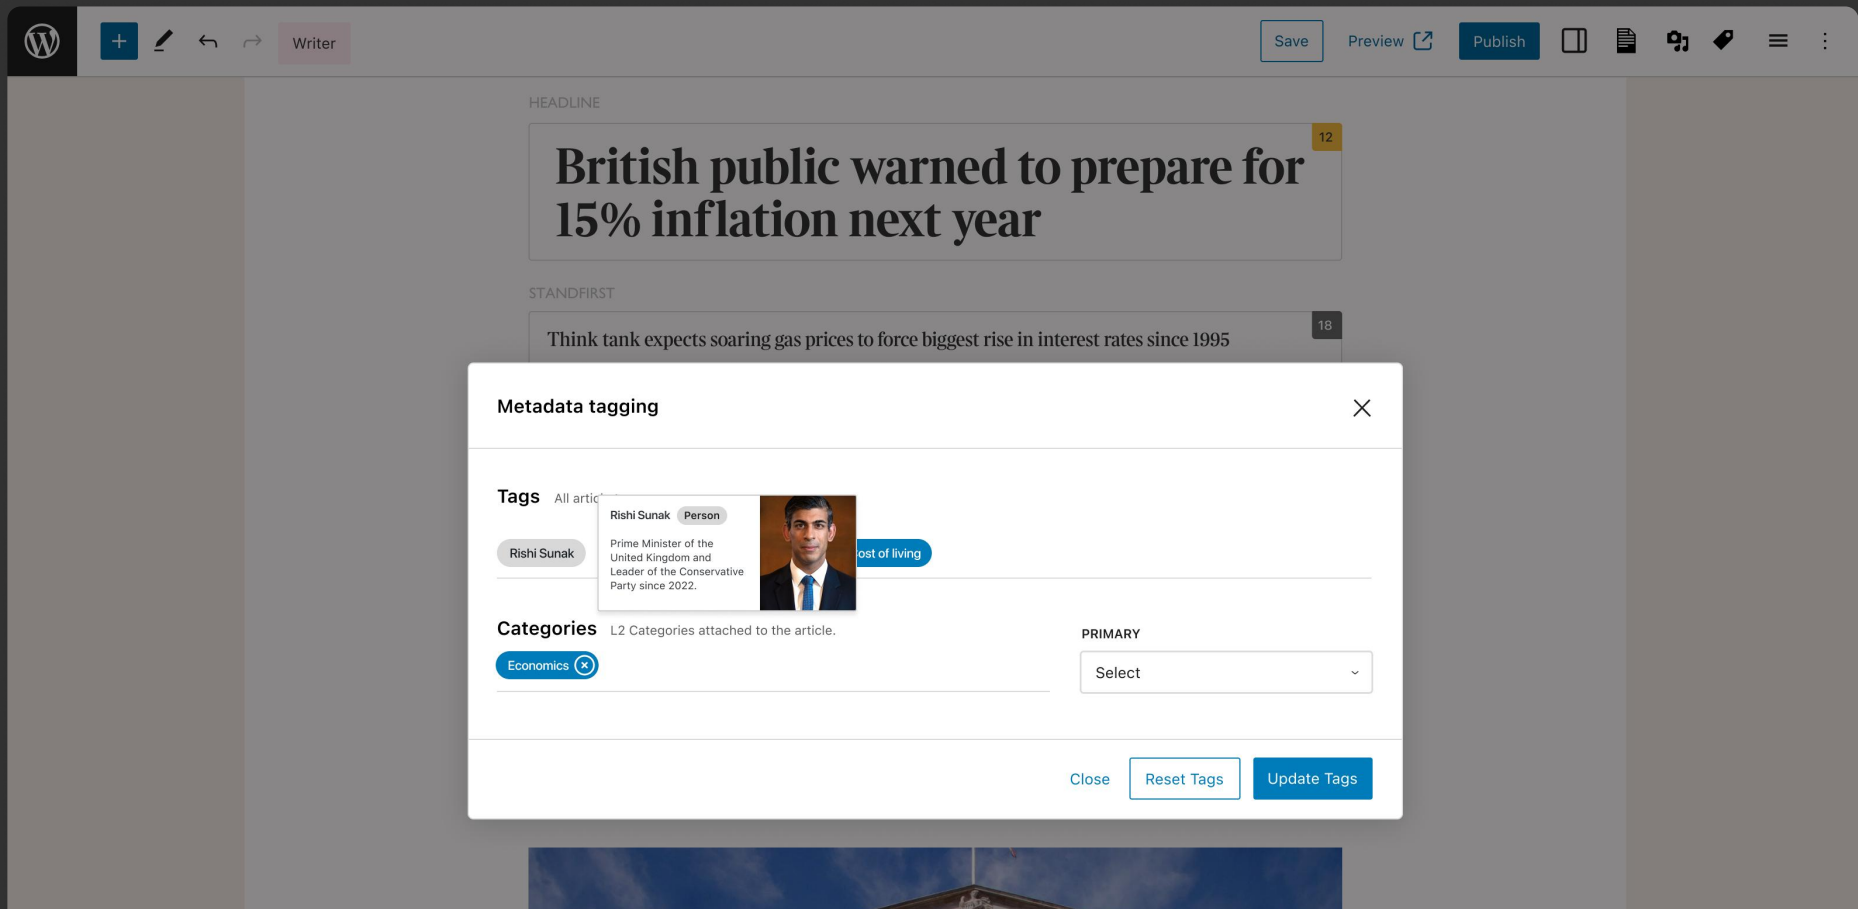 Writer
Save
Preview
Publish
HEADLINE
12
British public warned to prepare for
15% inflation next year
STANDFIRST
18
Think tank expects soaring gas prices to force biggest rise in interest rates since 1995
Metadata tagging
Tags
All
Rishi Sunak
Person
Prime Minister of the
United Kingdom and
Leader of the Conservative
Party since 2022.
Rishi Sunak
of living
Categories
L2 Categories attached to the article.
Economics
PRIMARY
Select
Close
Reset Tags
Update Tags